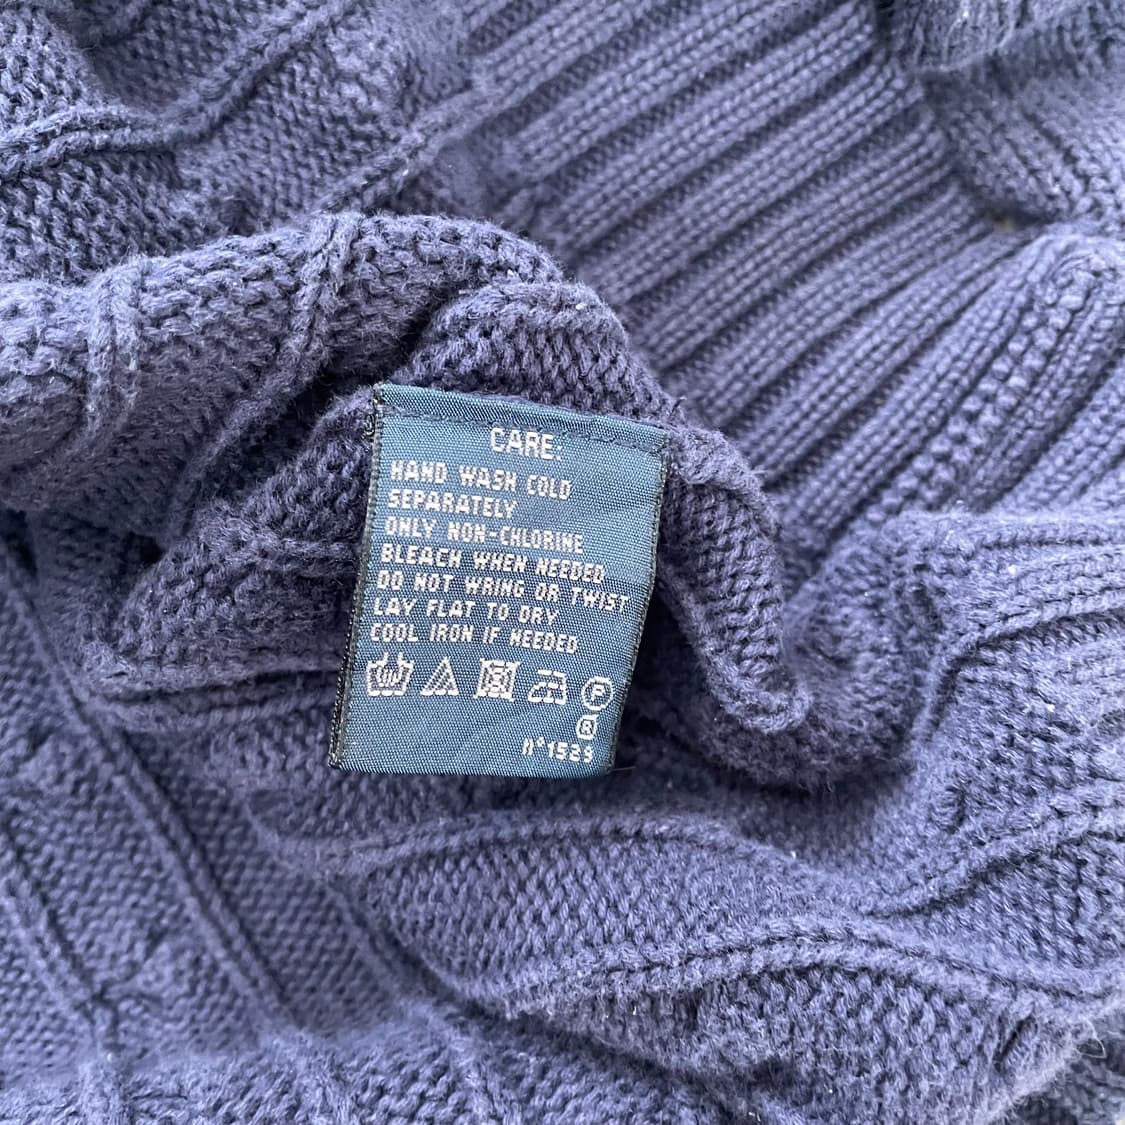 CARE:
HAND WASH COLD
SEPARATELY
ONLY NON-CHLORINE
BLEACH WHEN NEEDED
DO NOT WRING OR TWIST
LAY FLAT TO DRY
COOL IRON IF NEEDED
P
R
n°1529